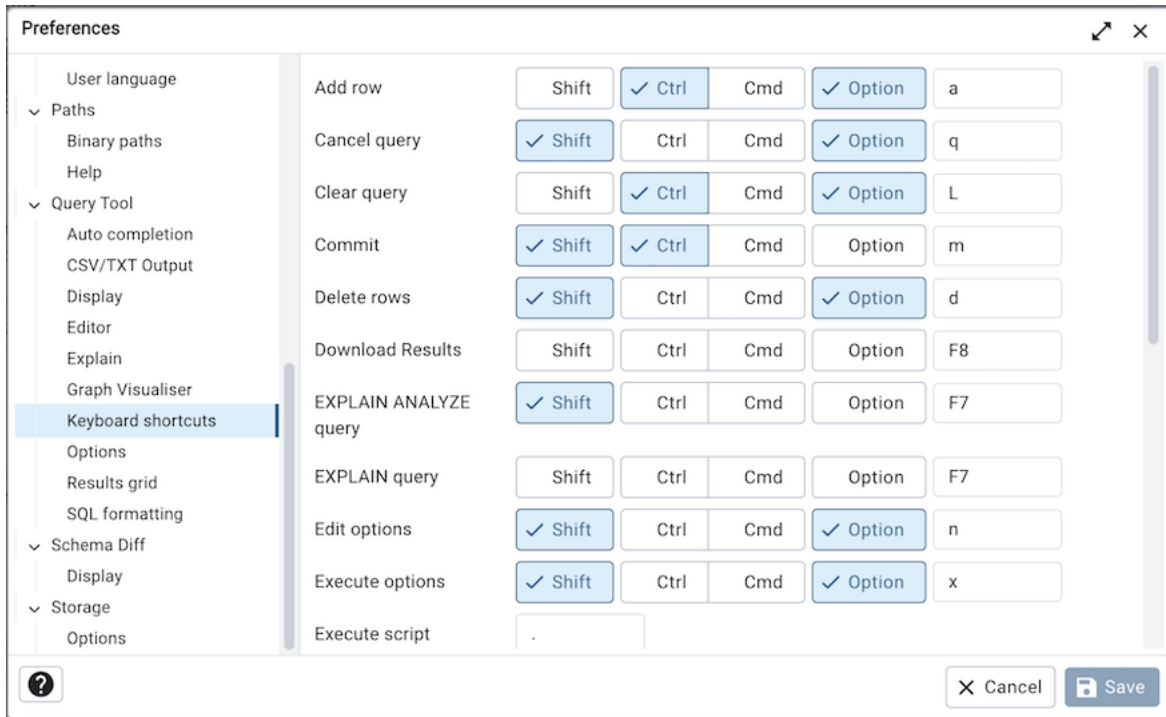 Preferences
User language
Paths
Binary paths
Help
Query Tool
Auto completion
CSV/TXT Output
Display
Editor
Explain
Graph Visualiser
Keyboard shortcuts
Options
Results grid
SQL formatting
Schema Diff
Display
Storage
Options
Add row Shift Ctrl Cmd Option a
Cancel query Shift Ctrl Cmd Option q
Clear query Shift Ctrl Cmd Option L
Commit Shift Ctrl Cmd Option m
Delete rows Shift Ctrl Cmd Option d
Download Results Shift Ctrl Cmd Option F8
EXPLAIN ANALYZE Shift Ctrl Cmd Option F7
query
EXPLAIN query Shift Ctrl Cmd Option F7
Edit options Shift Ctrl Cmd Option n
Execute options Shift Ctrl Cmd Option x
Execute script
? Cancel Save